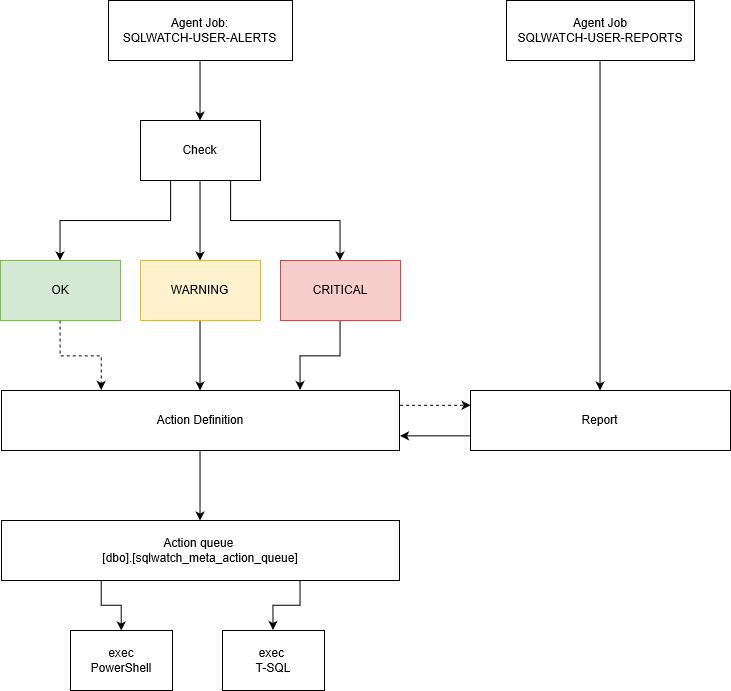 Agent Job:
SQLWATCH-USER-ALERTS
Agent Job
SQLWATCH-USER-REPORTS
Check
OK
WARNING
CRITICAL
Action Definition
Report
Action queue
[dbo].[sqlwatch_meta_action_queue]
exec
PowerShell
exec
T-SQL